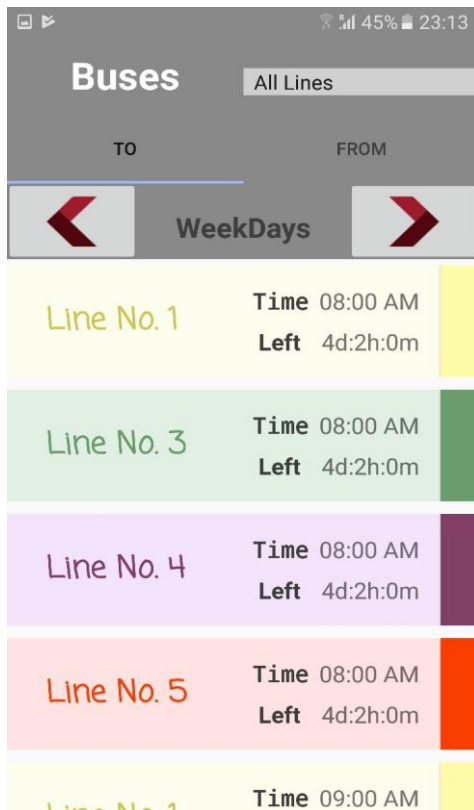 45% 23:13
Buses
All Lines
TO
FROM
WeekDays
Line No. 1
Time 08:00 AM
Left 4d:2h:0m
Line No. 3
Time 08:00 AM
Left 4d:2h:0m
Line No. 4
Time 08:00 AM
Left 4d:2h:0m
Line No. 5
Time 08:00 AM
Left 4d:2h:0m
Line No. 1
Time 09:00 AM